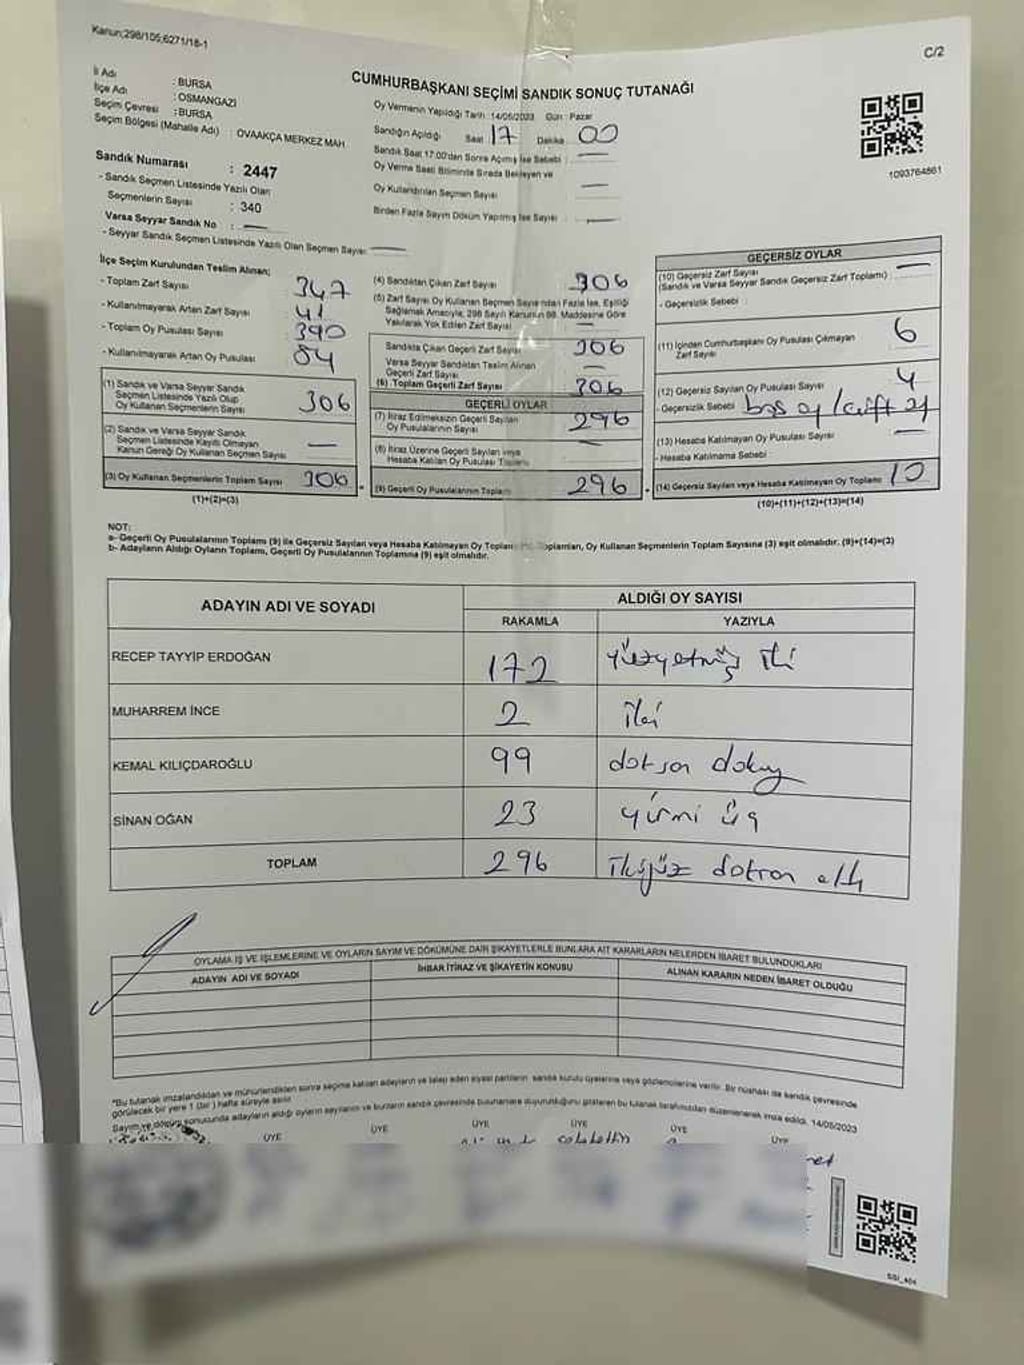 Kanun;298/105;6271/18-1
C/2
CUMHURBAŞKANI SEÇİMİ SANDIK SONUÇ TUTANAĞI
İl Adı : BURSA
İlçe Adı : OSMANGAZİ
Seçim Çevresi : BURSA
Seçim Bölgesi (Mahalle Adı) : OVAAKÇA MERKEZ MAH.
Sandık Numarası : 2447
- Sandık Seçmen Listesinde Yazılı Olan
Seçmenlerin Sayısı : 340
Varsa Seyyar Sandık No : —
- Seyyar Sandık Seçmen Listesinde Yazılı Olan Seçmen Sayısı: —
Oy Vermenin Yapıldığı Tarih :14/05/2023 Gün : Pazar
Sandığın Açıldığı Saat 17 Dakika 00
Sandık Saat 17.00'den Sonra Açılmış İse Sebebi : —
Oy Verme Saati Bitiminde Sırada Bekleyen ve
Oy Kullandırılan Seçmen Sayısı : —
Birden Fazla Sayım Döküm Yapılmış İse Sayısı : —
1093764861
İlçe Seçim Kurulundan Teslim Alınan;
- Toplam Zarf Sayısı 347
- Kullanılmayarak Artan Zarf Sayısı 41
- Toplam Oy Pusulası Sayısı 390
- Kullanılmayarak Artan Oy Pusulası 84
(1) Sandık ve Varsa Seyyar Sandık
Seçmen Listesinde Yazılı Olup
Oy Kullanan Seçmenlerin Sayısı 306
(2) Sandık ve Varsa Seyyar Sandık
Seçmen Listesinde Kayıtlı Olmayan
Kanun Gereği Oy Kullanan Seçmen Sayısı —
(3) Oy Kullanan Seçmenlerin Toplam Sayısı 306
(1)+(2)=(3)
(4) Sandıktan Çıkan Zarf Sayısı 306
(5) Zarf Sayısı Oy Kullanan Seçmen Sayısından Fazla İse, Eşitliği
Sağlamak Amacıyla; 298 Sayılı Kanunun 98. Maddesine Göre
Yakılarak Yok Edilen Zarf Sayısı —
Sandıkta Çıkan Geçerli Zarf Sayısı 306
Varsa Seyyar Sandıktan Teslim Alınan
Geçerli Zarf Sayısı —
(6) Toplam Geçerli Zarf Sayısı 306
GEÇERLİ OYLAR
(7) İtiraz Edilmeksizin Geçerli Sayılan
Oy Pusulalarının Sayısı 296
(8) İtiraz Üzerine Geçerli Sayılan veya
Hesaba Katılan Oy Pusulası Toplamı —
(9) Geçerli Oy Pusulalarının Toplamı 296
GEÇERSİZ OYLAR
(10) Geçersiz Zarf Sayısı —
(Sandık ve Varsa Seyyar Sandık Geçersiz Zarf Toplamı)
- Geçersizlik Sebebi
(11) İçinden Cumhurbaşkanı Oy Pusulası Çıkmayan
Zarf Sayısı 6
(12) Geçersiz Sayılan Oy Pusulası Sayısı 4
- Geçersizlik Sebebi boş oy / çift oy
(13) Hesaba Katılmayan Oy Pusulası Sayısı —
- Hesaba Katılmama Sebebi :
(14) Geçersiz Sayılan veya Hesaba Katılmayan Oy Toplamı 10
(10)+(11)+(12)+(13)=(14)
NOT:
a- Geçerli Oy Pusulalarının Toplamı (9) ile Geçersiz Sayılan veya Hesaba Katılmayan Oy Toplamı Toplamları, Oy Kullanan Seçmenlerin Toplam Sayısına (3) eşit olmalıdır. (9)+(14)=(3)
b- Adayların Aldığı Oyların Toplamı, Geçerli Oy Pusulalarının Toplamına (9) eşit olmalıdır.
ADAYIN ADI VE SOYADI ALDIĞI OY SAYISI
RAKAMLA YAZIYLA
RECEP TAYYİP ERDOĞAN 172 yüzyetmiş iki
MUHARREM İNCE 2 iki
KEMAL KILIÇDAROĞLU 99 doksan dokuz
SİNAN OĞAN 23 yirmi üç
TOPLAM 296 ikiyüz doksan altı
OYLAMA İŞ VE İŞLEMLERİNE VE OYLARIN SAYIM VE DÖKÜMÜNE DAİR ŞİKAYETLERLE BUNLARA AİT KARARLARIN NELERDEN İBARET BULUNDUKLARI
ADAYIN ADI VE SOYADI İHBAR İTİRAZ VE ŞİKAYETİN KONUSU ALINAN KARARIN NEDEN İBARET OLDUĞU
"Bu tutanak imzalandıktan ve mühürlendikten sonra seçime katılan adayların ve talep eden siyasi partilerin sandık kurulu üyelerine veya gözlemcilerine verilir. Bir nüshası da sandık çevresinde
görülecek bir yere 1 (bir) hafta süreyle asılır.
Sayım ve döküm sonucunda adayların aldığı oyların sayılarını ve bunların sandık çevresinde bulunanlara duyurulduğunu gösteren bu tutanak tarafımızdan düzenlenerek imza edildi. 14/05/2023
ÜYE ÜYE ÜYE ÜYE ÜYE ÜYE